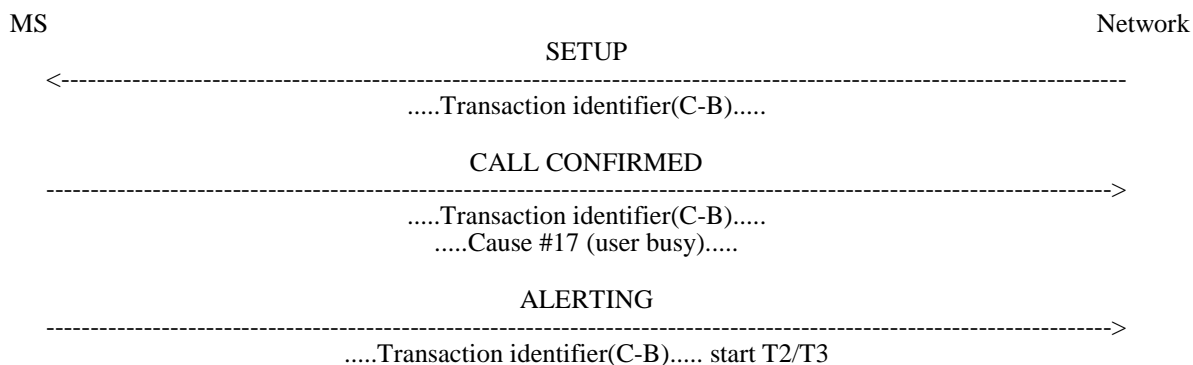 MS Network
SETUP
<-------------------------------------------------------------------------------------------------------------------------
.....Transaction identifier(C-B).....
CALL CONFIRMED
------------------------------------------------------------------------------------------------------------------------->
.....Transaction identifier(C-B).....
.....Cause #17 (user busy).....
ALERTING
------------------------------------------------------------------------------------------------------------------------->
.....Transaction identifier(C-B)..... start T2/T3